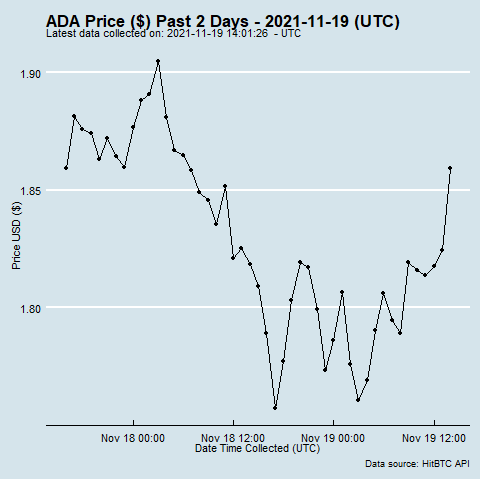 ADA Price ($) Past 2 Days - 2021-11-19 (UTC)
Latest data collected on: 2021-11-19 14:01:26 - UTC
1.90
1.85
1.80
Price USD ($)
Nov 18 00:00 Nov 18 12:00 Nov 19 00:00 Nov 19 12:00
Date Time Collected (UTC)
Data source: HitBTC API